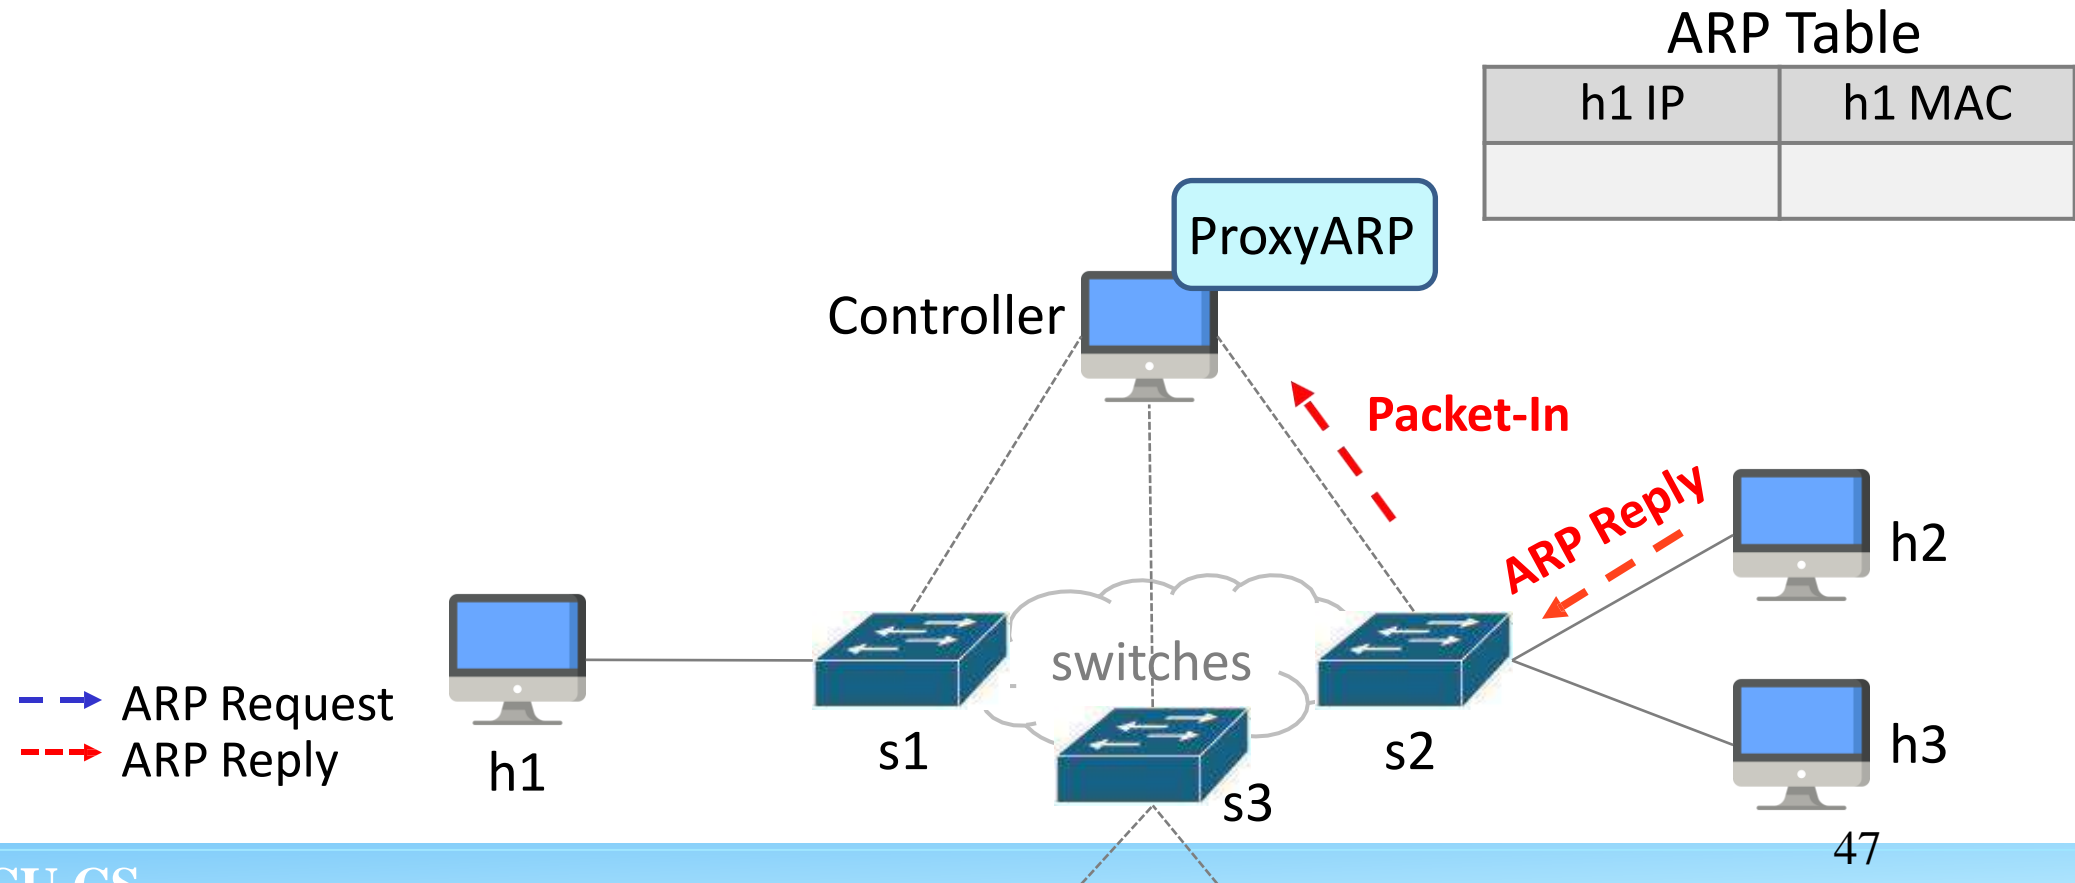 ARP Table
h1 IP h1 MAC
ProxyARP
Controller
Packet-In
ARP Reply
h2
switches
ARP Request
ARP Reply
h1
s1
s2
h3
s3
47